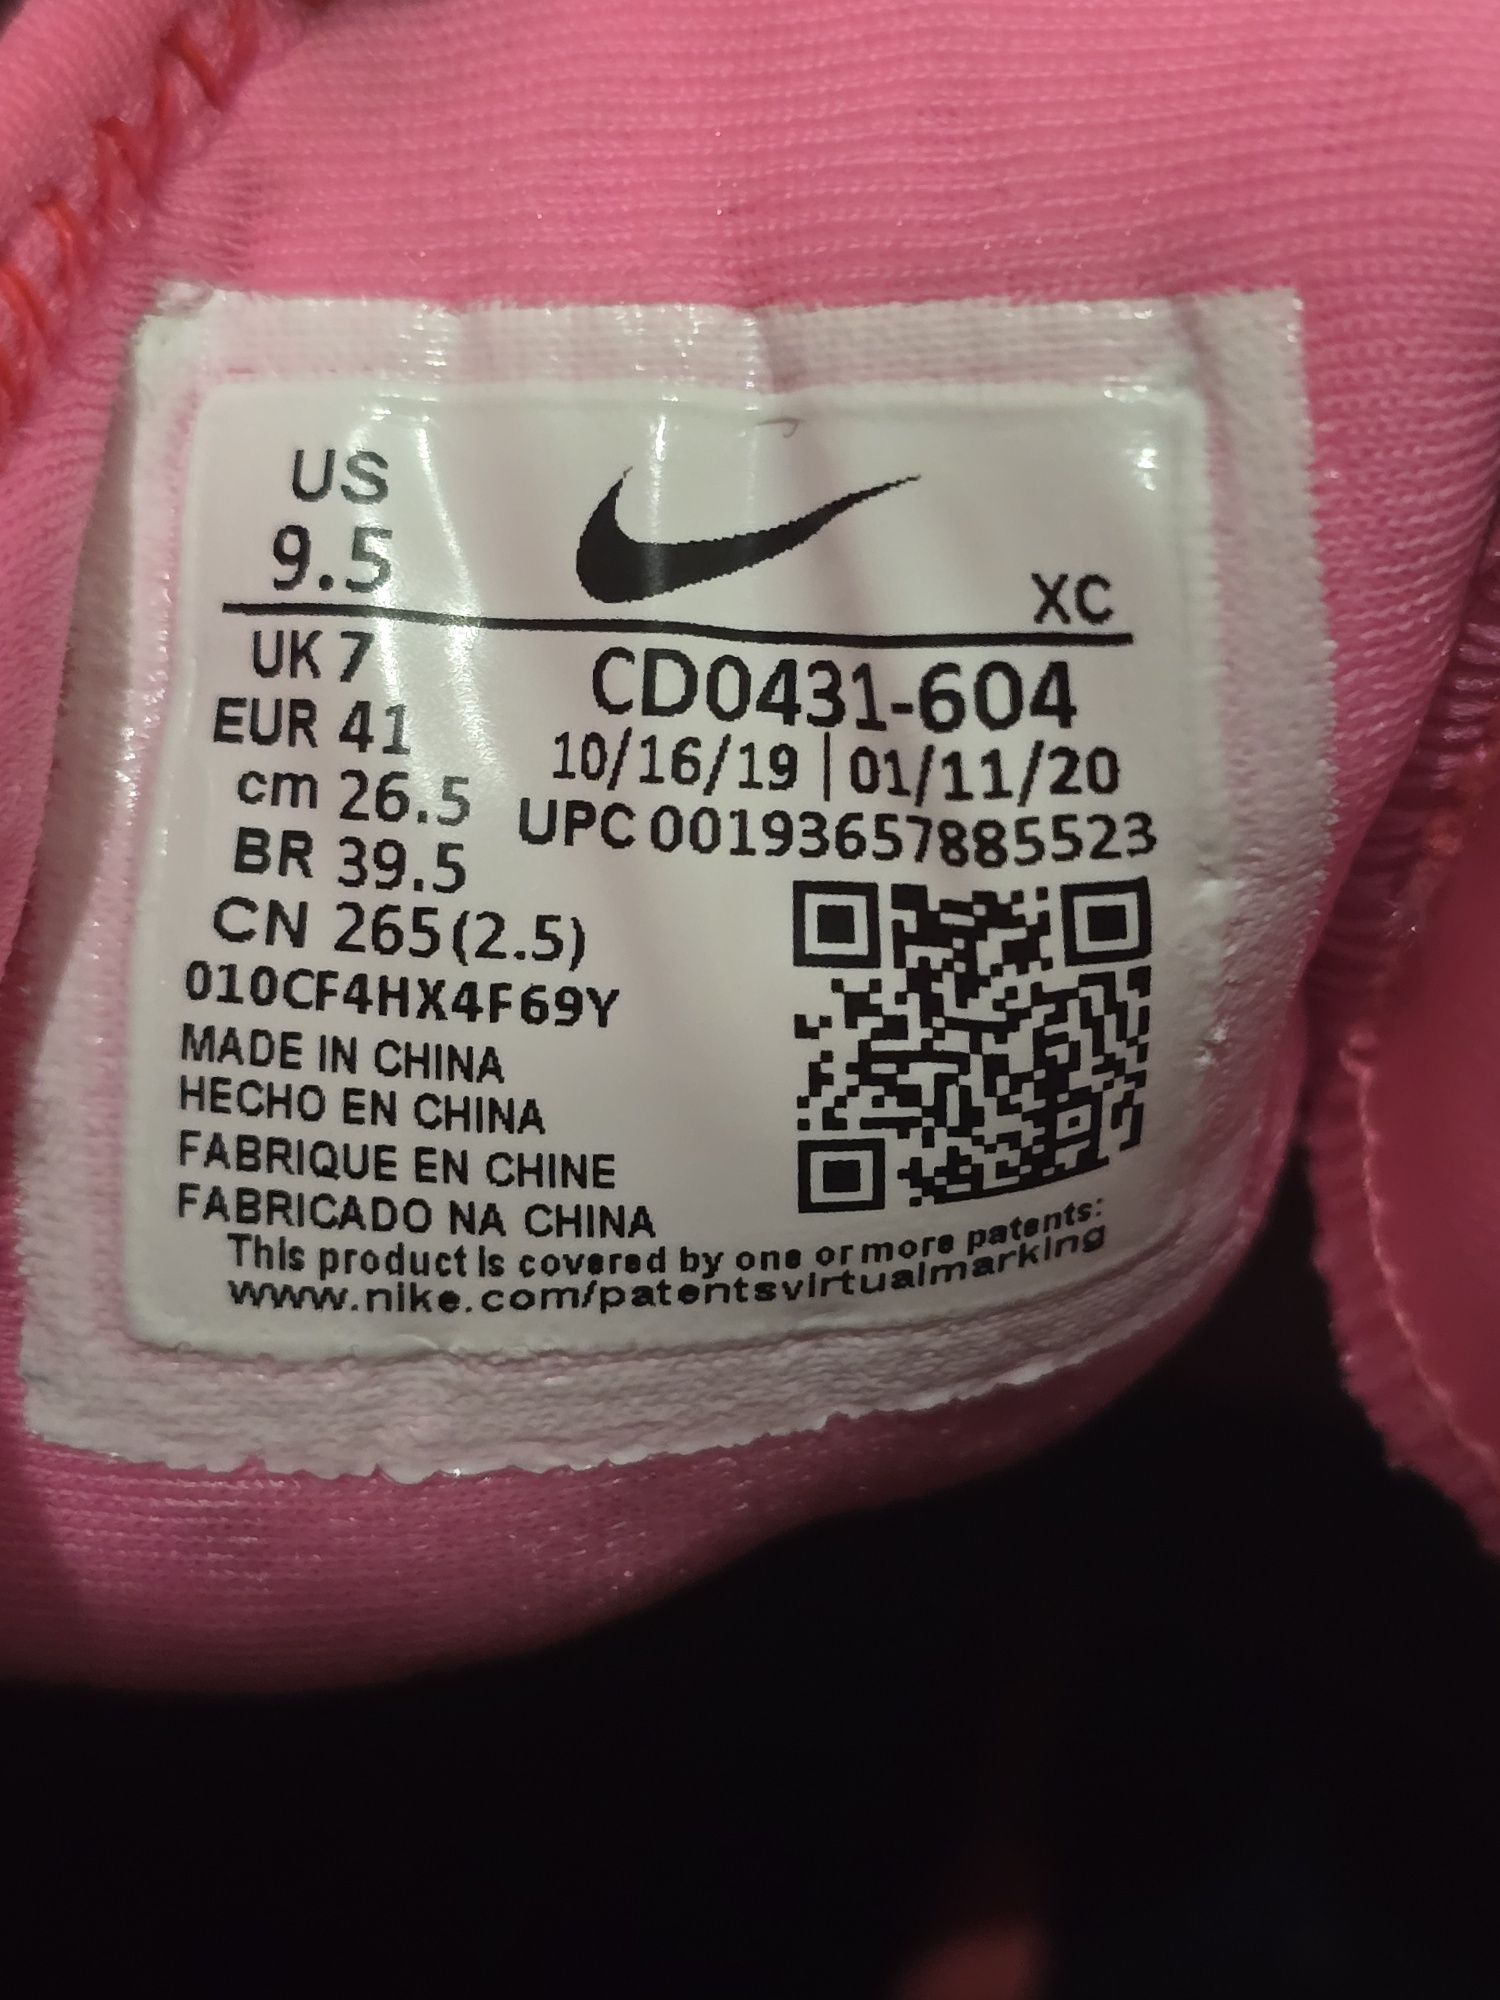 US
9.5
XC
UK 7
CD0431-604
EUR 41
10/16/19 | 01/11/20
cm 26.5
UPC 00193657885523
BR 39.5
CN 265(2.5)
010CF4HX4F69Y
MADE IN CHINA
HECHO EN CHINA
FABRIQUE EN CHINE
FABRICADO NA CHINA
This product is covered by one or more patents:
www.nike.com/patentsvirtualmarking